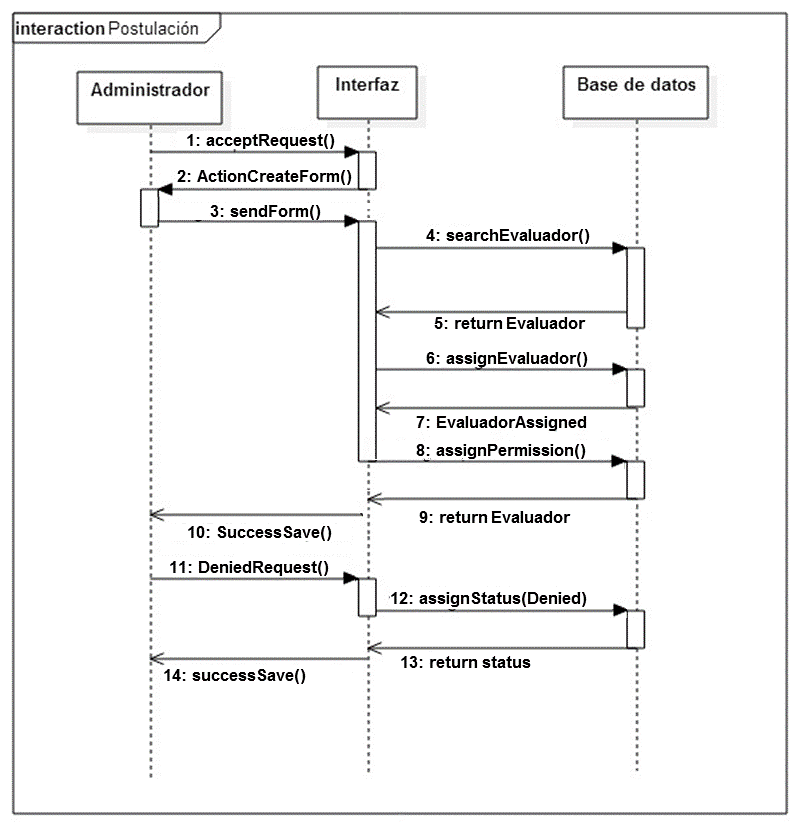 interaction Postulación
Administrador
Interfaz
Base de datos
1: acceptRequest()
2: ActionCreateForm()
3: sendForm()
4: searchEvaluador()
5: return Evaluador
6: assignEvaluador()
7: EvaluadorAssigned
8: assignPermission()
9: return Evaluador
10: SuccessSave()
11: DeniedRequest()
12: assignStatus(Denied)
13: return status
14: successSave()